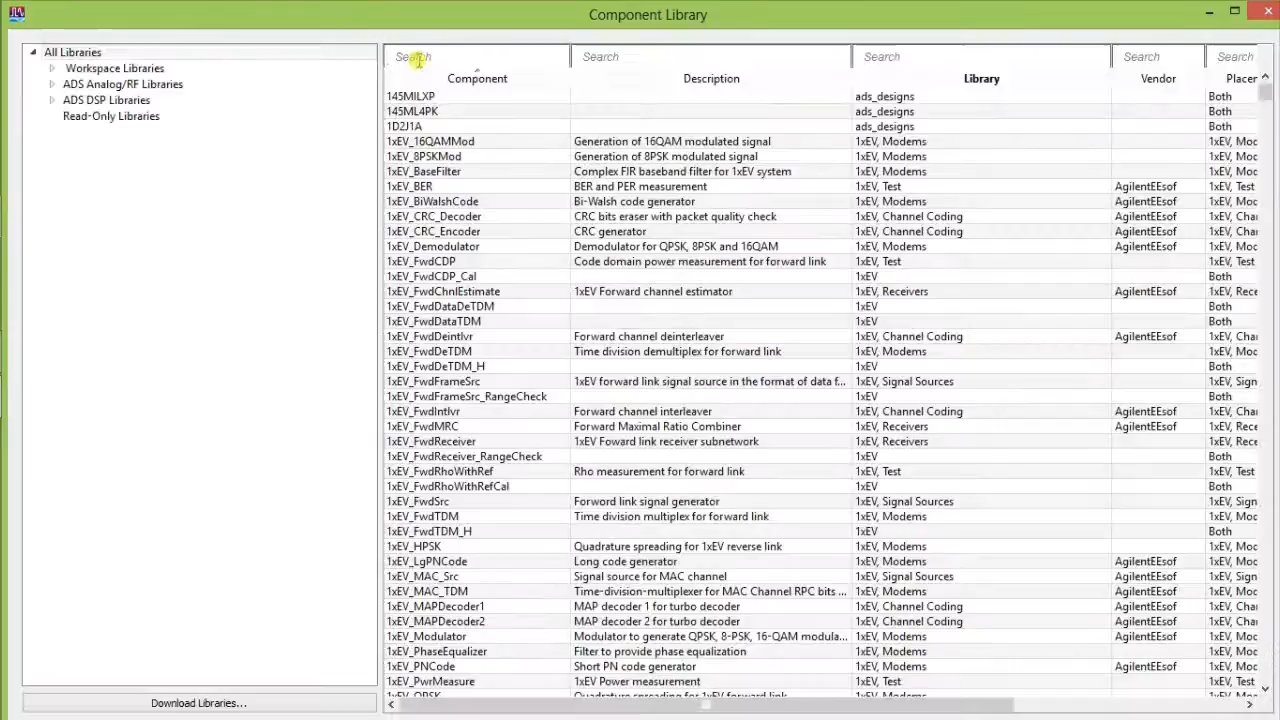 Component Library
All Libraries
Workspace Libraries
ADS Analog/RF Libraries
ADS DSP Libraries
Read-Only Libraries
Download Libraries...
Search Search Search Search Search
Component Description Library Vendor Placer
145MILXP ads_designs Both
145ML4PK ads_designs Both
1D2J1A ads_designs Both
1xEV_16QAMMod Generation of 16QAM modulated signal 1xEV, Modems 1xEV, Moc
1xEV_8PSKMod Generation of 8PSK modulated signal 1xEV, Modems 1xEV, Moc
1xEV_BaseFilter Complex FIR baseband filter for 1xEV system 1xEV, Modems 1xEV, Moc
1xEV_BER BER and PER measurement 1xEV, Test AgilentEEsof 1xEV, Test
1xEV_BiWalshCode Bi-Walsh code generator 1xEV, Modems AgilentEEsof 1xEV, Moc
1xEV_CRC_Decoder CRC bits eraser with packet quality check 1xEV, Channel Coding AgilentEEsof 1xEV, Chai
1xEV_CRC_Encoder CRC generator 1xEV, Channel Coding AgilentEEsof 1xEV, Chai
1xEV_Demodulator Demodulator for QPSK, 8PSK and 16QAM 1xEV, Modems AgilentEEsof 1xEV, Moc
1xEV_FwdCDP Code domain power measurement for forward link 1xEV, Test 1xEV, Test
1xEV_FwdCDP_Cal 1xEV Both
1xEV_FwdChnlEstimate 1xEV Forward channel estimator 1xEV, Receivers AgilentEEsof 1xEV, Rece
1xEV_FwdDataDeTDM 1xEV Both
1xEV_FwdDataTDM 1xEV Both
1xEV_FwdDeintlvr Forward channel deinterleaver 1xEV, Channel Coding AgilentEEsof 1xEV, Chai
1xEV_FwdDeTDM Time division demultiplex for forward link 1xEV, Modems 1xEV, Moc
1xEV_FwdDeTDM_H 1xEV Both
1xEV_FwdFrameSrc 1xEV forward link signal source in the format of data f... 1xEV, Signal Sources 1xEV, Sign
1xEV_FwdFrameSrc_RangeCheck 1xEV Both
1xEV_FwdIntlvr Forward channel interleaver 1xEV, Channel Coding AgilentEEsof 1xEV, Chai
1xEV_FwdMRC Forward Maximal Ratio Combiner 1xEV, Receivers AgilentEEsof 1xEV, Rece
1xEV_FwdReceiver 1xEV Foward link receiver subnetwork 1xEV, Receivers 1xEV, Rece
1xEV_FwdReceiver_RangeCheck 1xEV Both
1xEV_FwdRhoWithRef Rho measurement for forward link 1xEV, Test 1xEV, Test
1xEV_FwdRhoWithRefCal 1xEV Both
1xEV_FwdSrc Forword link signal generator 1xEV, Signal Sources 1xEV, Sign
1xEV_FwdTDM Time division multiplex for forward link 1xEV, Modems 1xEV, Moc
1xEV_FwdTDM_H 1xEV Both
1xEV_HPSK Quadrature spreading for 1xEV reverse link 1xEV, Modems 1xEV, Moc
1xEV_LgPNCode Long code generator 1xEV, Modems AgilentEEsof 1xEV, Moc
1xEV_MAC_Src Signal source for MAC channel 1xEV, Signal Sources AgilentEEsof 1xEV, Sign
1xEV_MAC_TDM Time-division-multiplexer for MAC Channel RPC bits ... 1xEV, Modems AgilentEEsof 1xEV, Moc
1xEV_MAPDecoder1 MAP decoder 1 for turbo decoder 1xEV, Channel Coding AgilentEEsof 1xEV, Chai
1xEV_MAPDecoder2 MAP decoder 2 for turbo decoder 1xEV, Channel Coding AgilentEEsof 1xEV, Chai
1xEV_Modulator Modulator to generate QPSK, 8-PSK, 16-QAM modula... 1xEV, Modems AgilentEEsof 1xEV, Moc
1xEV_PhaseEqualizer Filter to provide phase equalization 1xEV, Modems 1xEV, Moc
1xEV_PNCode Short PN code generator 1xEV, Modems AgilentEEsof 1xEV, Moc
1xEV_PwrMeasure 1xEV Power measurement 1xEV, Test 1xEV, Test
1xEV_QPSK Quadrature spreading for 1xEV forward link 1xEV, Modems 1xEV, Moc